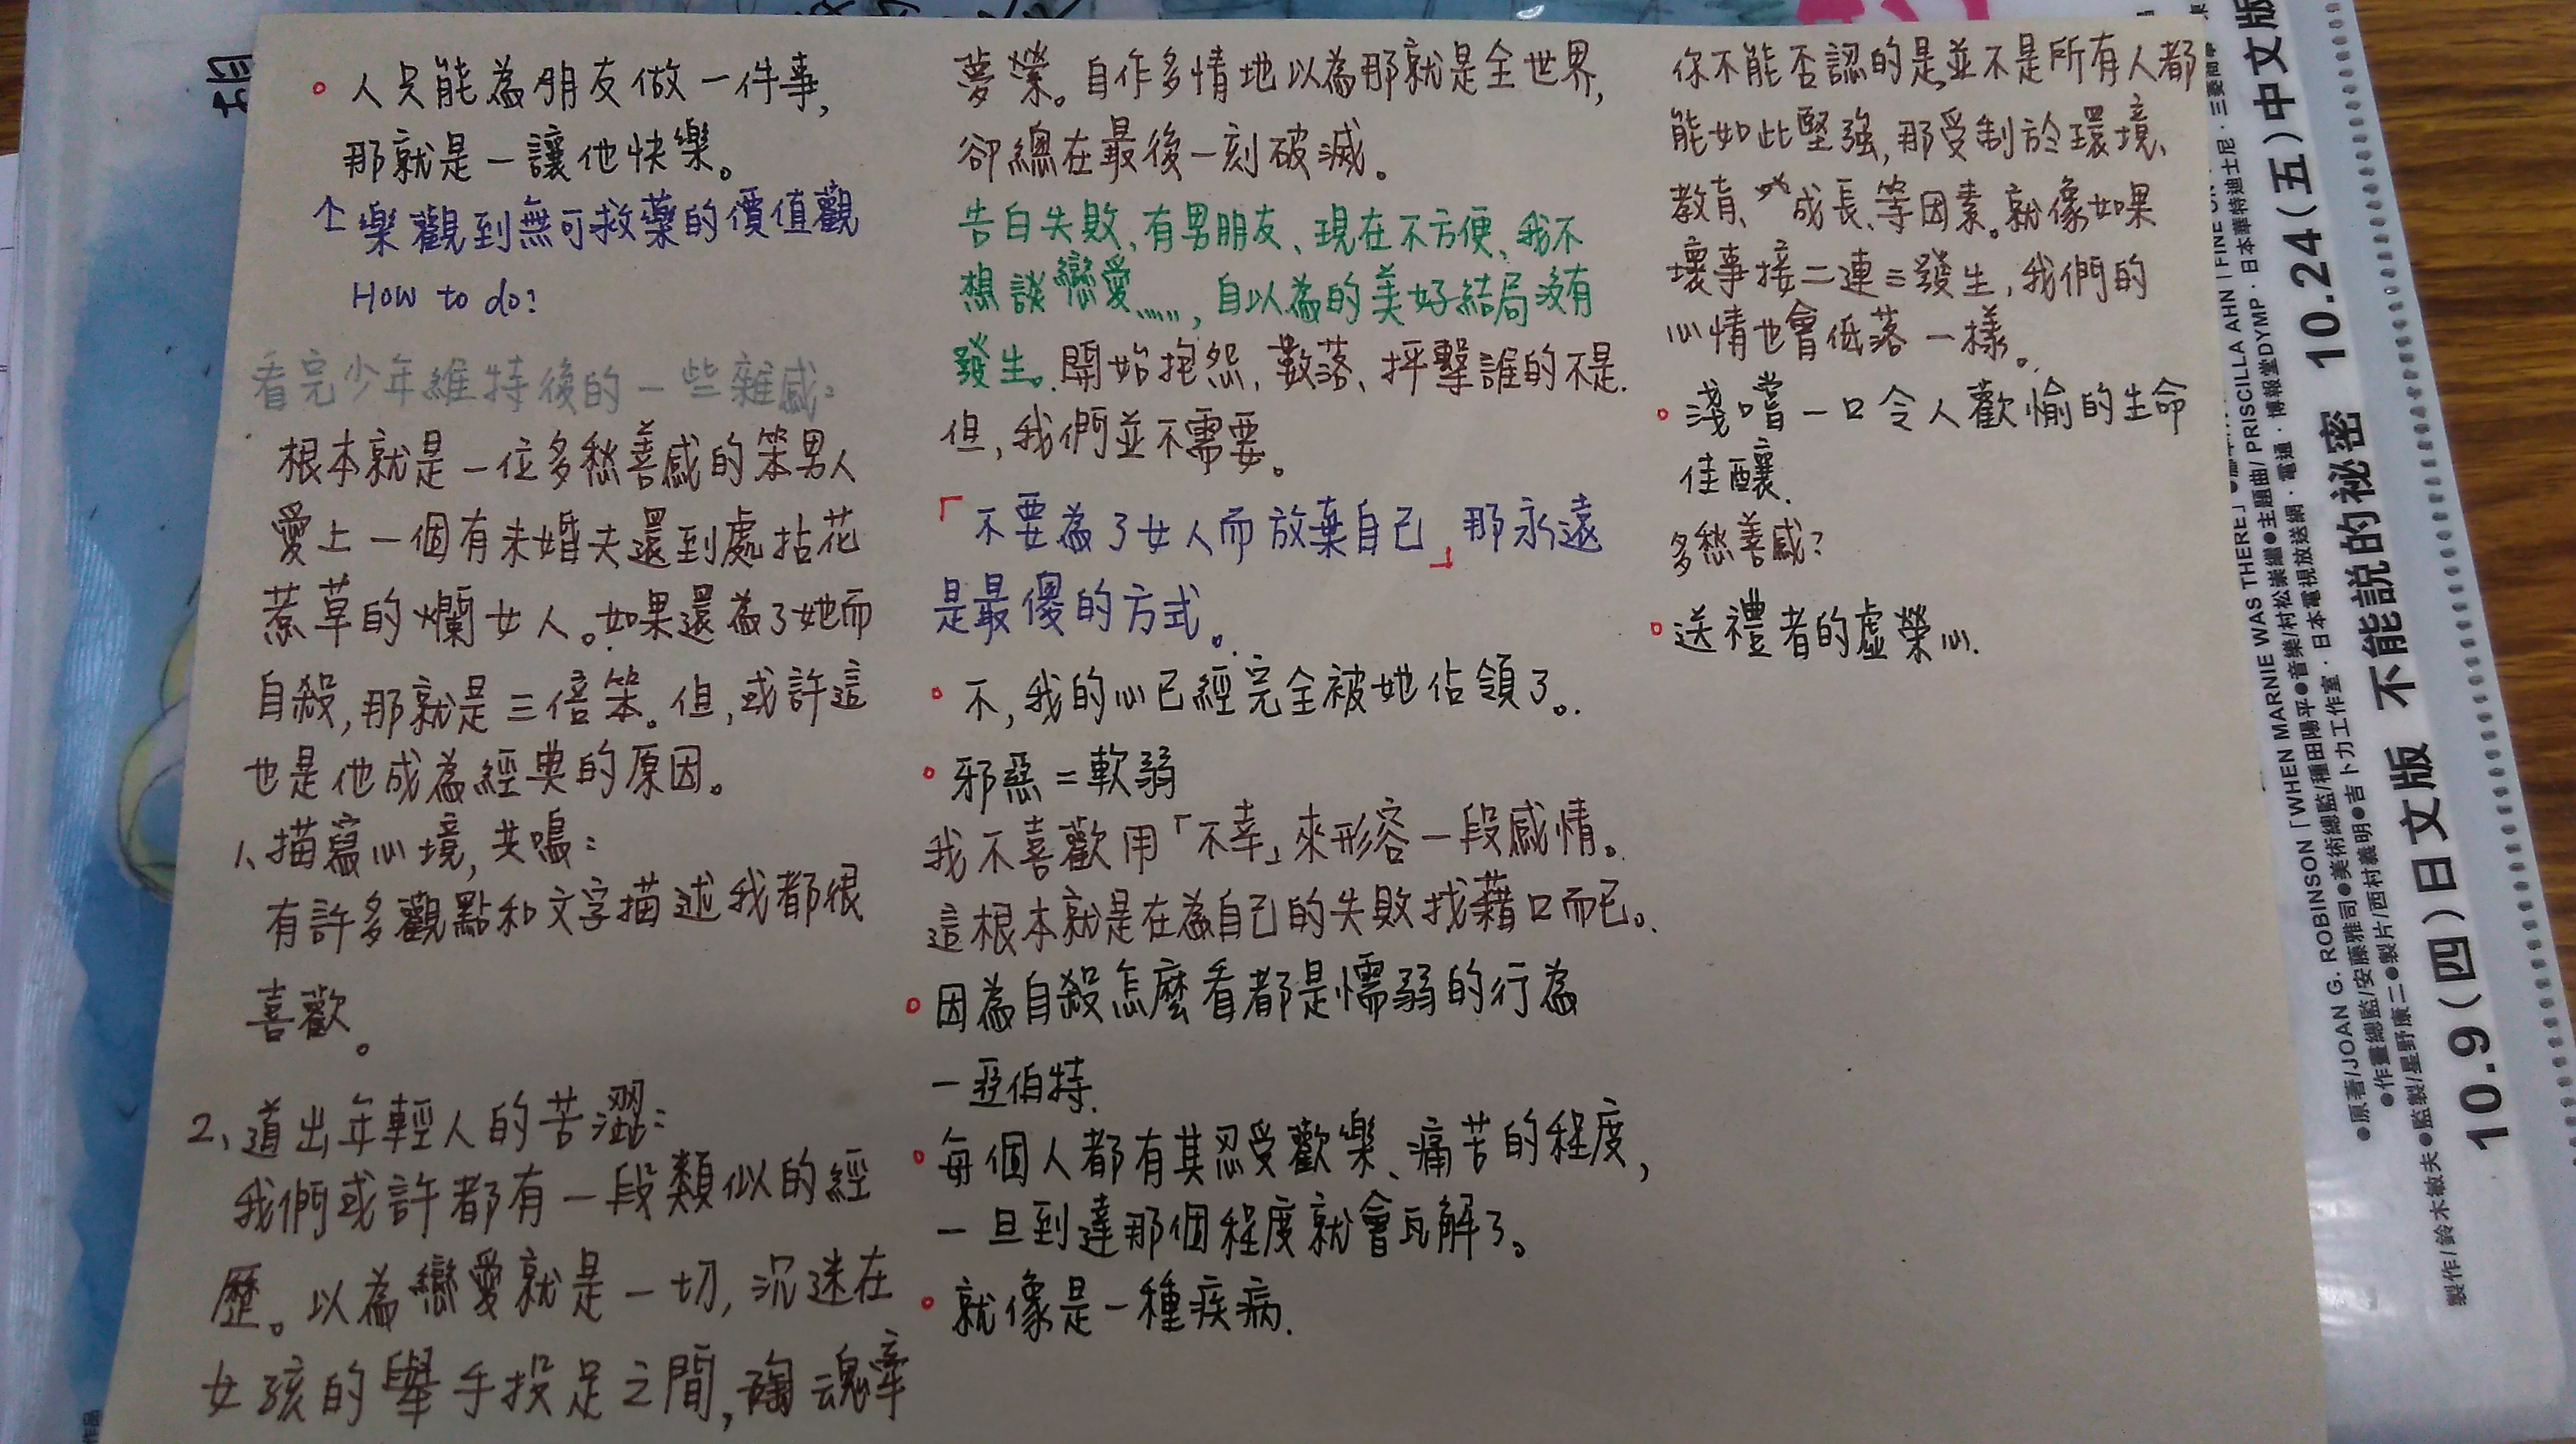 。人只能為朋友做一件事,
那就是一讓他快樂。
↑樂觀到無可救藥的價值觀
How to do?
看完少年維特後的一些雜感:
根本就是一位多愁善感的笨男人
愛上一個有未婚夫還到處拈花
惹草的爛女人。如果還為了她而
自殺,那就是三倍笨。但,或許這
也是他成為經典的原因。
1、描寫心境,共鳴:
有許多觀點和文字描述我都很
喜歡。
2、道出年輕人的苦澀:
我們或許都有一段類似的經
歷。以為戀愛就是一切,沉迷在
女孩的舉手投足之間,魂牽
夢縈。自作多情地以為那就是全世界,
卻總在最後一刻破滅。
告白失敗、有男朋友、現在不方便、我不
想談戀愛......,自以為的美好結局沒有
發生。開始抱怨、數落、抨擊誰的不是.
但,我們並不需要。
「不要為了女人而放棄自己」那永遠
是最傻的方式。
。不,我的心已經完全被她佔領了。
。邪惡=軟弱
我不喜歡用「不幸」來形容一段感情。
這根本就是在為自己的失敗找藉口而已。
。因為自殺怎麼看都是懦弱的行為
一亞伯特.
。每個人都有其忍受歡樂、痛苦的程度,
一旦到達那個程度就會瓦解了。
。就像是一種疾病.
你不能否認的是並不是所有人都
能如此堅強,那受制於環境、
教育、成長、等因素。就像如果
壞事接二連三發生,我們的
心情也會低落一樣。
。淺嚐一口令人歡愉的生命
佳釀.
多愁善感?
。送禮者的虛榮心.
10.24(五)中文版
不能説的祕密
10.9(四)日文版
●原著/JOAN G. ROBINSON「WHEN MARNIE WAS THERE」
●作畫總監/安藤雅司●美術總監/種田陽平●音樂/村松崇繼●主題曲/PRISCILLA AHN「FINE ON
●監製/星野康二●製片/西村義明●吉卜力工作室・日本電視放送網・電通・博報堂DYMP・日本華特迪士尼・三菱商事
製作/鈴木敏夫